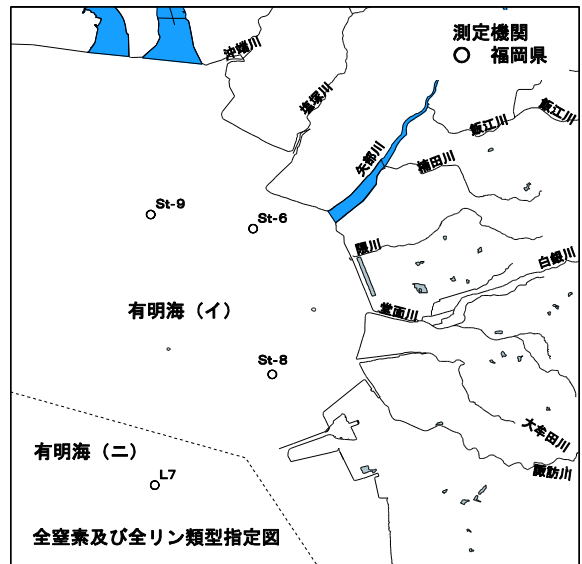 測定機関
○ 福岡県
沖端川
塩塚川
矢部川
飯江川
飯江川
楠田川
St-9
St-6
隈川
白銀川
有明海（イ）
堂面川
St-8
大牟田川
有明海（ニ）
諏訪川
L7
全窒素及び全リン類型指定図